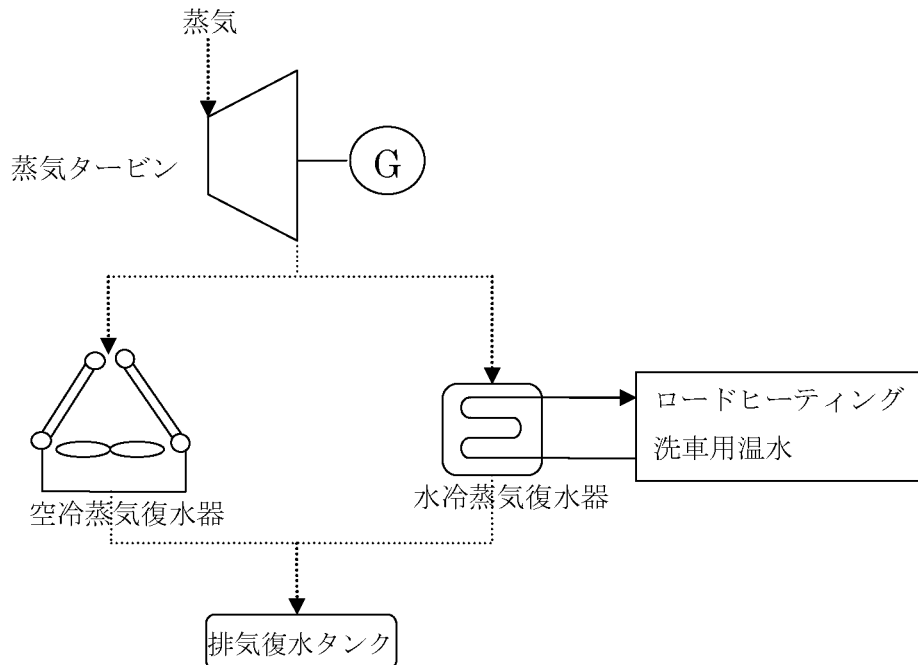 蒸気
蒸気タービン
G
ロードヒーティング
洗車用温水
空冷蒸気復水器
水冷蒸気復水器
排気復水タンク